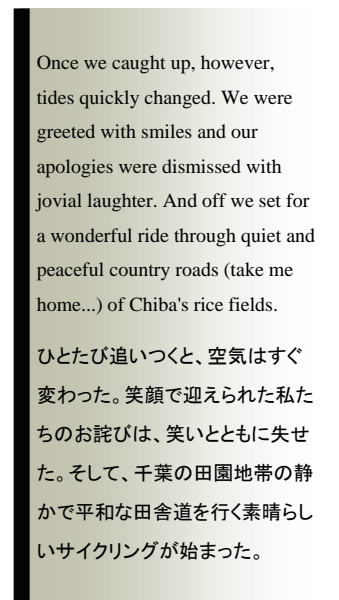 Once we caught up, however,
tides quickly changed. We were
greeted with smiles and our
apologies were dismissed with
jovial laughter. And off we set for
a wonderful ride through quiet and
peaceful country roads (take me
home...) of Chiba's rice fields.
ひとたび追いつくと、空気はすぐ
変わった。笑顔で迎えられた私た
ちのお詫びは、笑いとともに失せ
た。そして、千葉の田園地帯の静
かで平和な田舎道を行く素晴らし
いサイクリングが始まった。